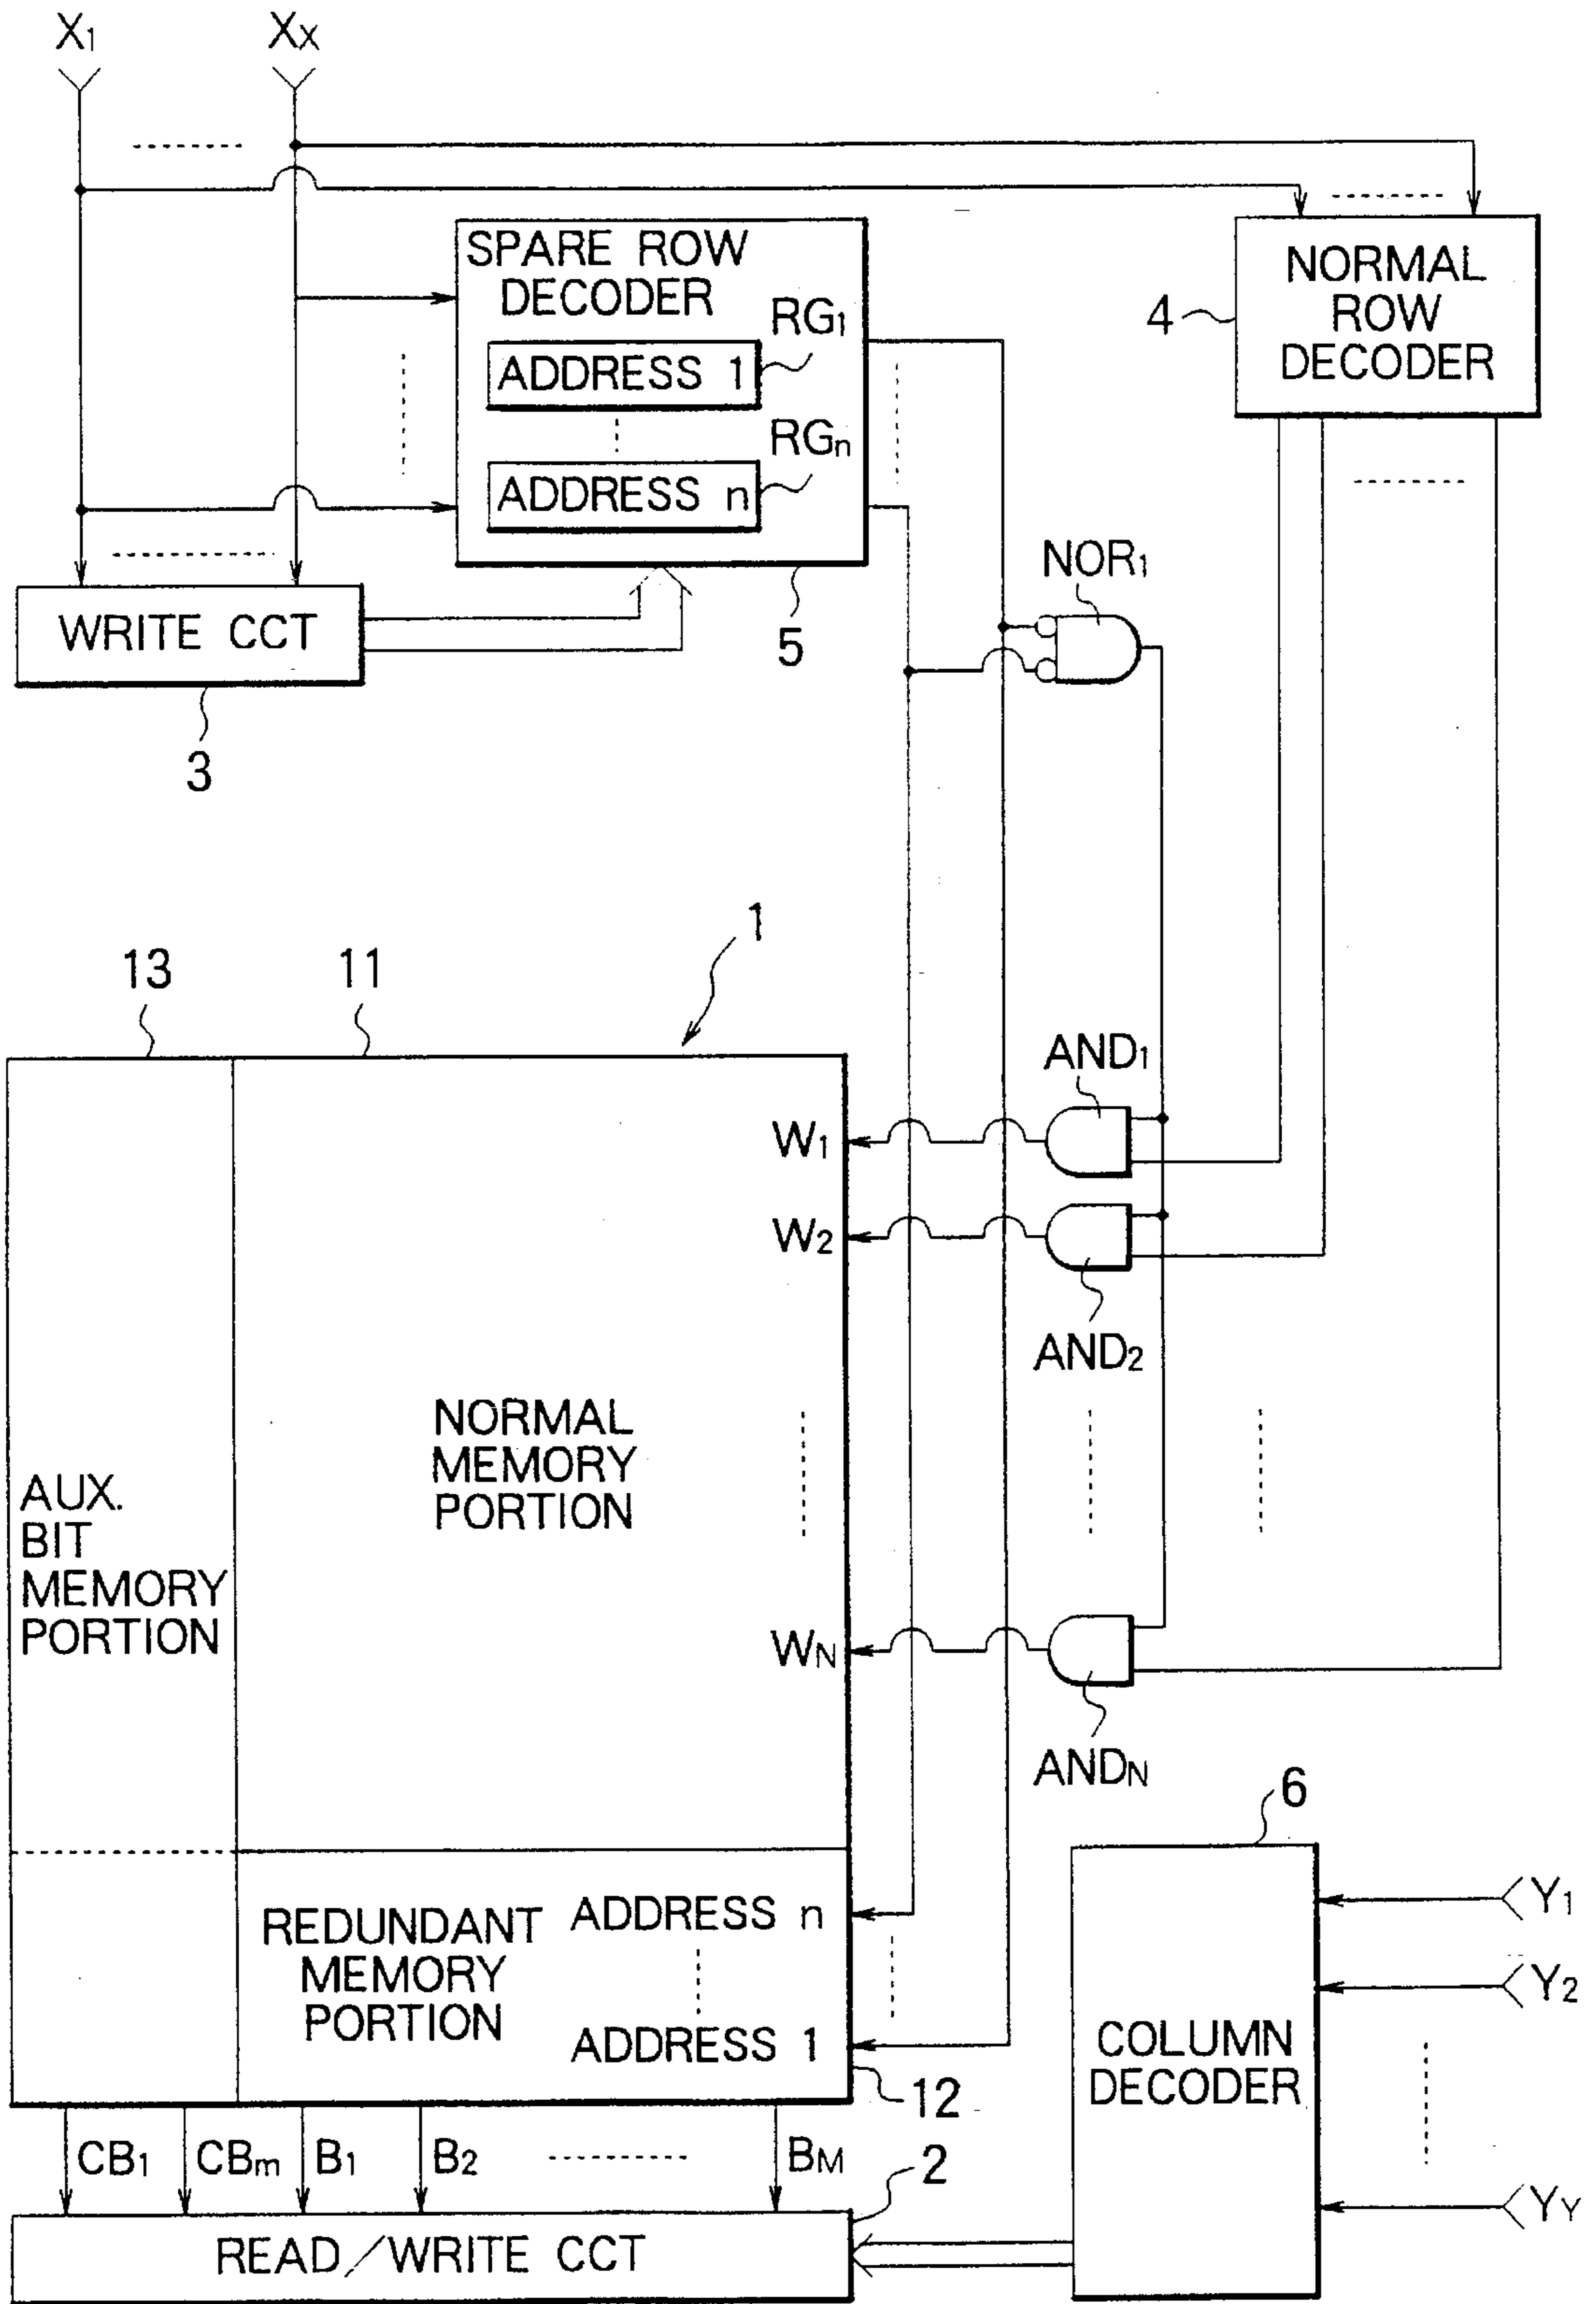 X1
XX
SPARE ROW
DECODER
RG1
ADDRESS 1
RGn
ADDRESS n
5
4
NORMAL
ROW
DECODER
WRITE CCT
3
NOR1
1
13
11
AND1
W1
W2
AND2
NORMAL
MEMORY
PORTION
AUX.
BIT
MEMORY
PORTION
WN
ANDN
6
REDUNDANT
MEMORY
PORTION
ADDRESS n
ADDRESS 1
12
Y1
Y2
YY
COLUMN
DECODER
CB1
CBm
B1
B2
BM
2
READ/WRITE CCT